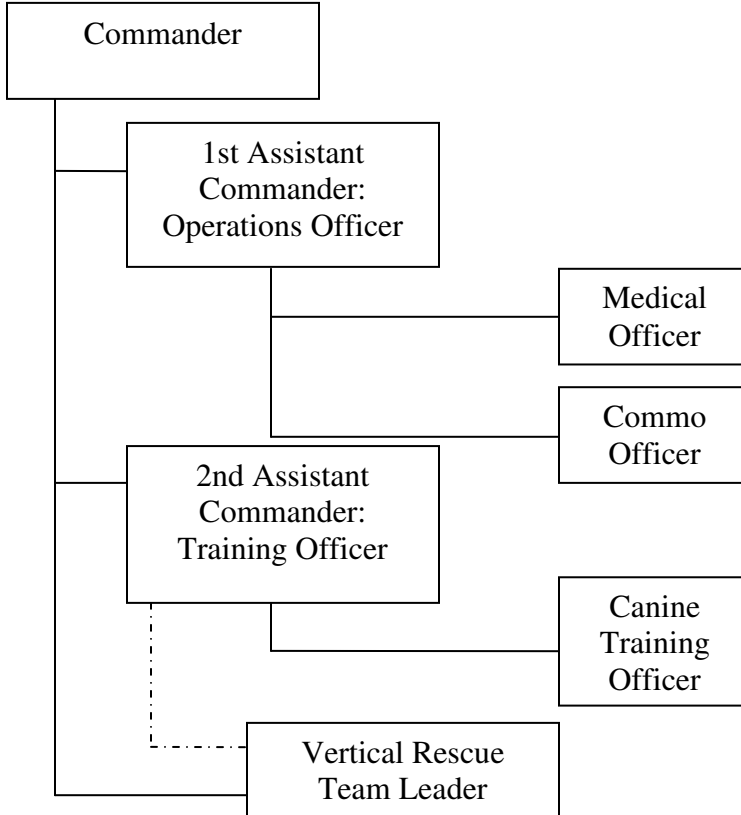 Commander
1st Assistant
Commander:
Operations Officer
Medical
Officer
Commo
Officer
2nd Assistant
Commander:
Training Officer
Canine
Training
Officer
Vertical Rescue
Team Leader